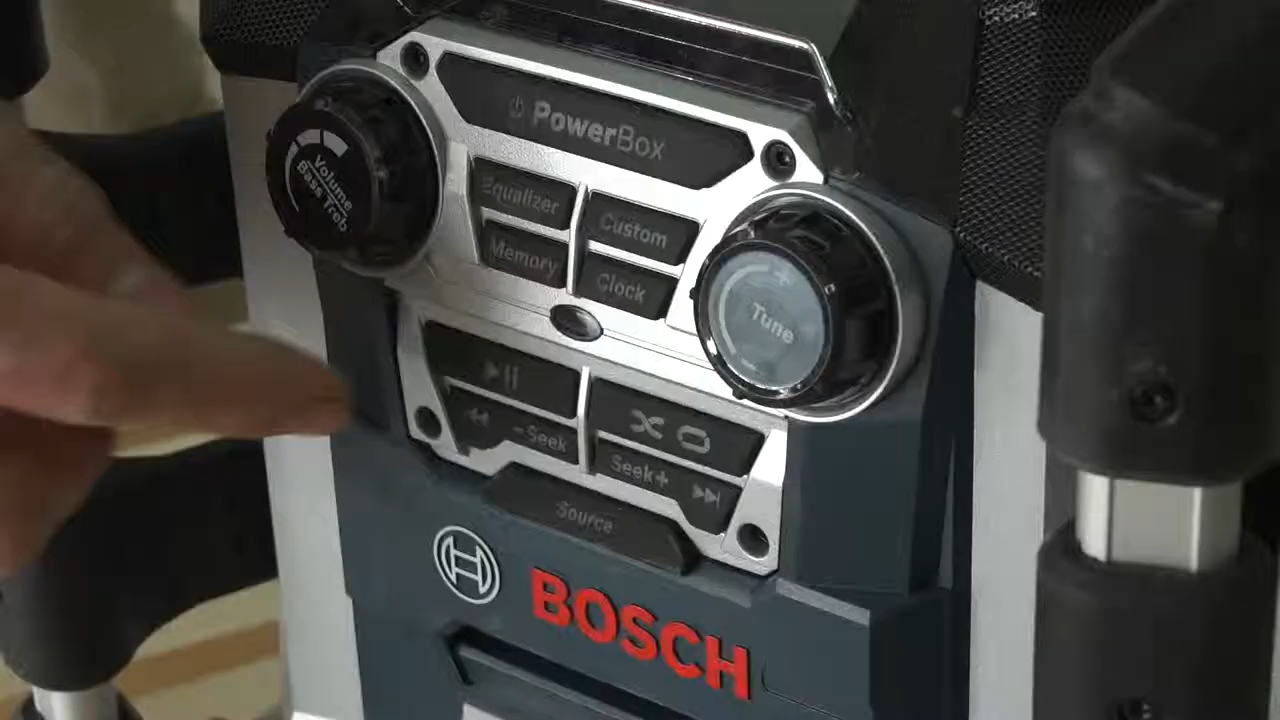 PowerBox
Volume
Bass Treb
Equalizer
Custom
Memory
Clock
Tune
- Seek
Seek+
Source
BOSCH